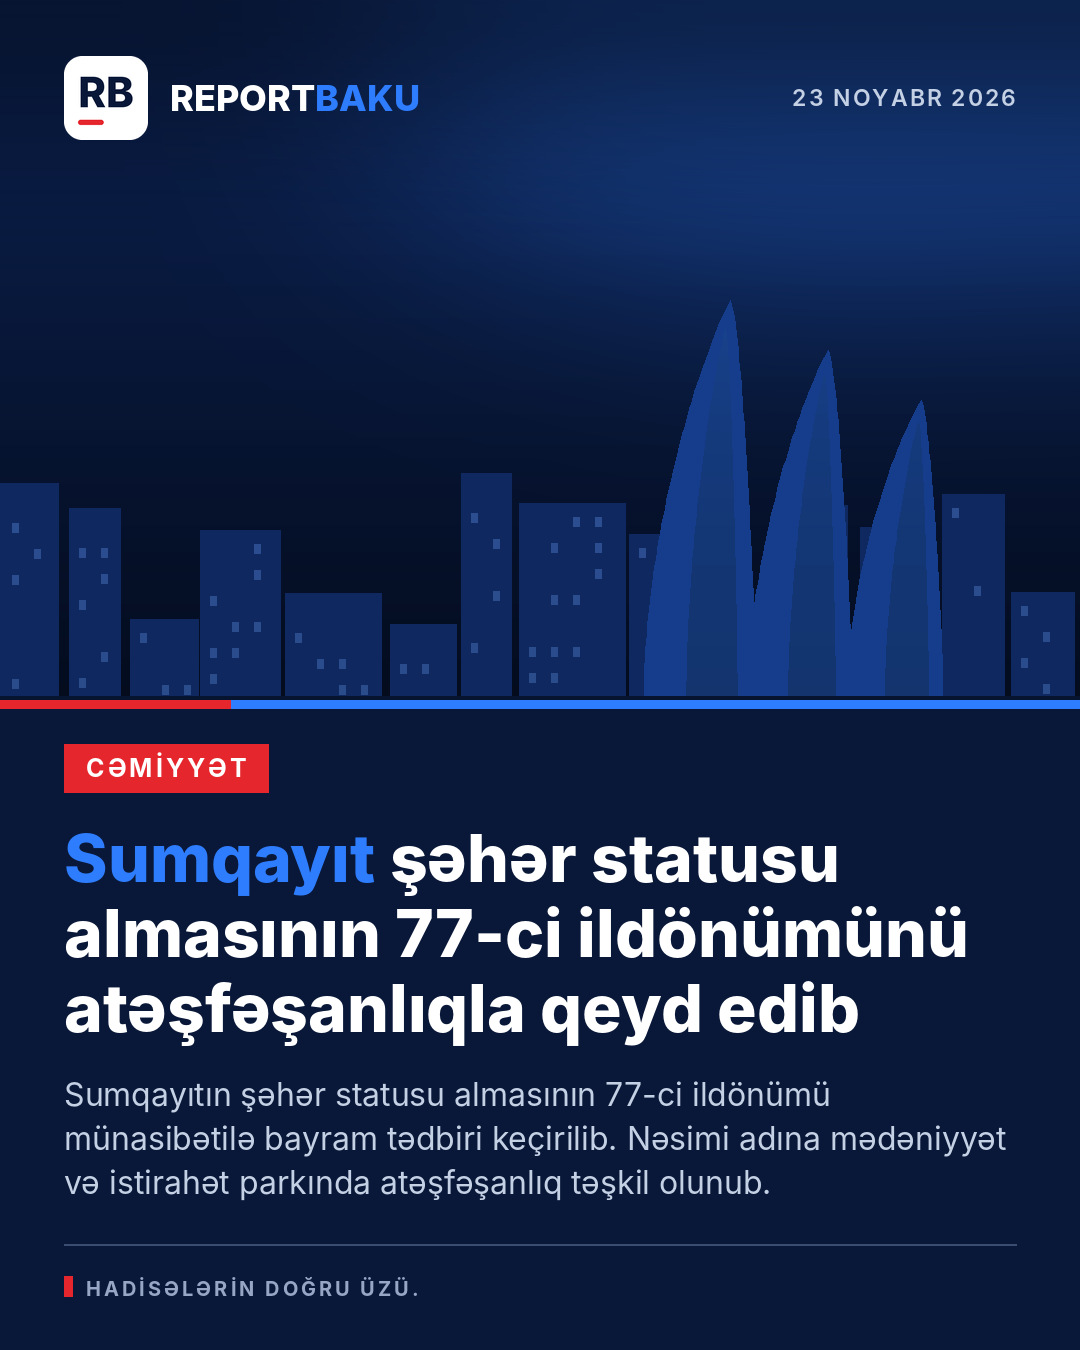 RB
REPORTBAKU
23 NOYABR 2026
CƏMİYYƏT
Sumqayıt şəhər statusu
almasının 77-ci ildönümünü
atəşfəşanlıqla qeyd edib
Sumqayıtın şəhər statusu almasının 77-ci ildönümü
münasibətilə bayram tədbiri keçirilib. Nəsimi adına mədəniyyət
və istirahət parkında atəşfəşanlıq təşkil olunub.
HADİSƏLƏRİN DOĞRU ÜZÜ.